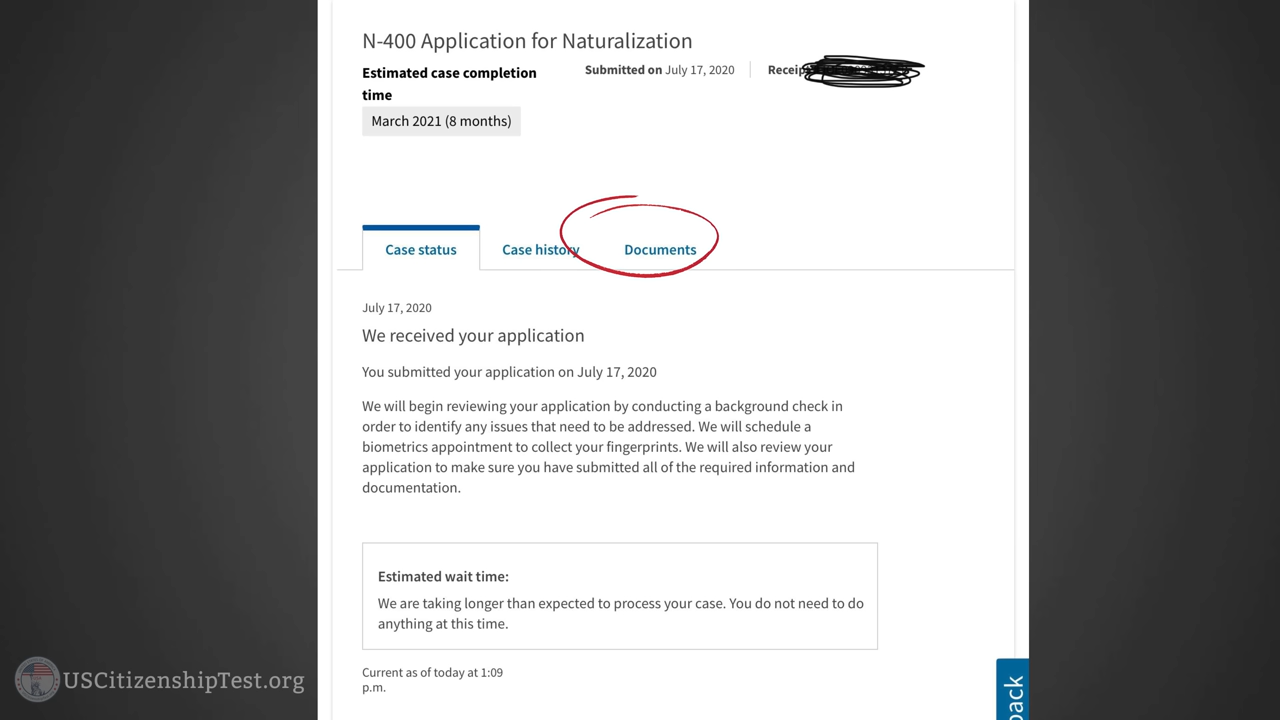 N-400 Application for Naturalization
Estimated case completion
time
Submitted on July 17, 2020
March 2021 (8 months)
Case status
Case history
Documents
July 17, 2020
We received your application
You submitted your application on July 17, 2020
We will begin reviewing your application by conducting a background check in
order to identify any issues that need to be addressed. We will schedule a
biometrics appointment to collect your fingerprints. We will also review your
application to make sure you have submitted all of the required information and
documentation.
Estimated wait time:
We are taking longer than expected to process your case. You do not need to do
anything at this time.
Current as of today at 1:09
p.m.
USCitizenshipTest.org